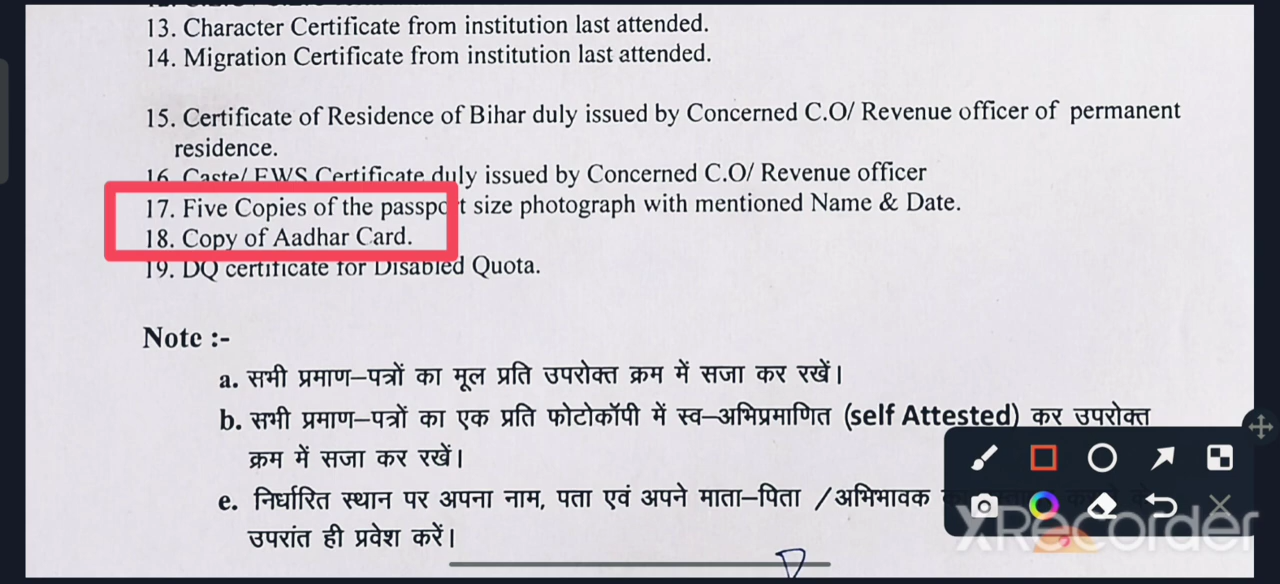 13. Character Certificate from institution last attended.
14. Migration Certificate from institution last attended.
15. Certificate of Residence of Bihar duly issued by Concerned C.O/ Revenue officer of permanent
residence.
16. Caste/ EWS Certificate duly issued by Concerned C.O/ Revenue officer
17. Five Copies of the passport size photograph with mentioned Name & Date.
18. Copy of Aadhar Card.
19. DQ certificate for Disabled Quota.
Note :-
a. सभी प्रमाण–पत्रों का मूल प्रति उपरोक्त क्रम में सजा कर रखें।
b. सभी प्रमाण–पत्रों का एक प्रति फोटोकॉपी में स्व–अभिप्रमाणित (self Attested) कर उपरोक्त
क्रम में सजा कर रखें।
e. निर्धारित स्थान पर अपना नाम, पता एवं अपने माता–पिता /अभिभावक
उपरांत ही प्रवेश करें।
XRecorder